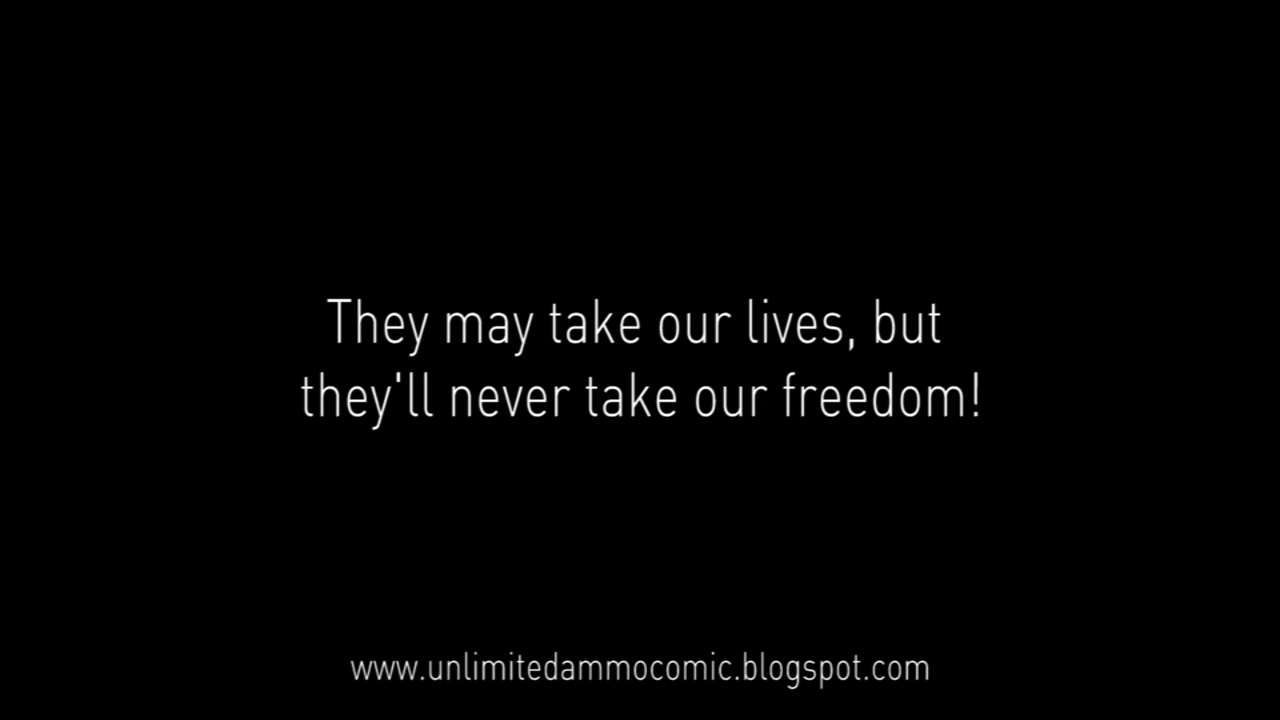 They may take our lives, but
they'll never take our freedom!
www.unlimitedammocomic.blogspot.com